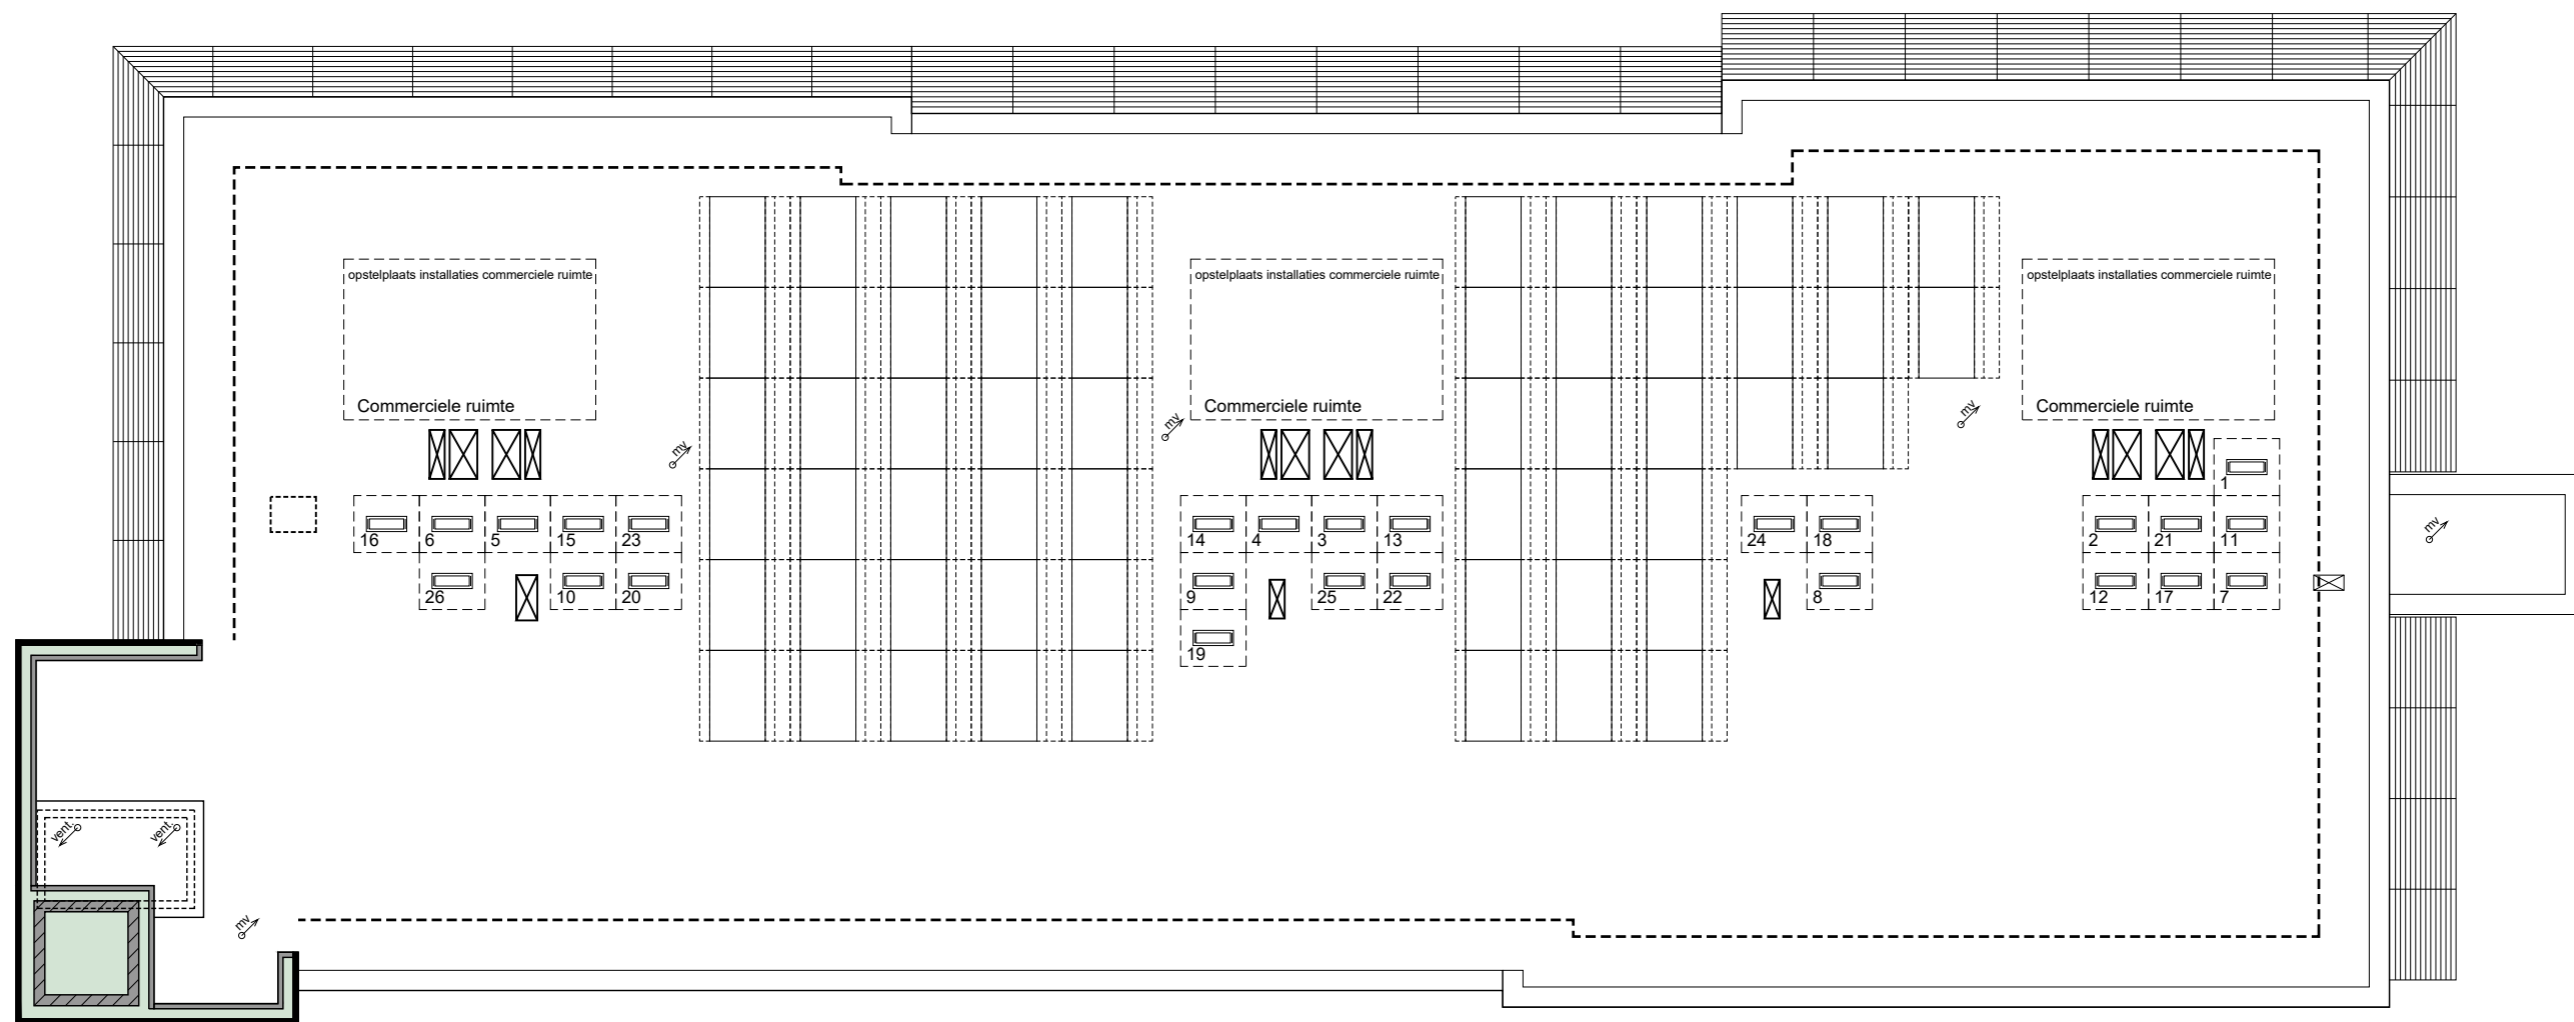 opstelplaats installaties commerciele ruimte
opstelplaats installaties commerciele ruimte
opstelplaats installaties commerciele ruimte
Commerciele ruimte
Commerciele ruimte
Commerciele ruimte
mv
mv
mv
1
16
6
5
15
23
14
4
3
13
24
18
2
21
11
mv
26
10
20
9
25
22
8
12
17
7
19
vent.
vent.
mv